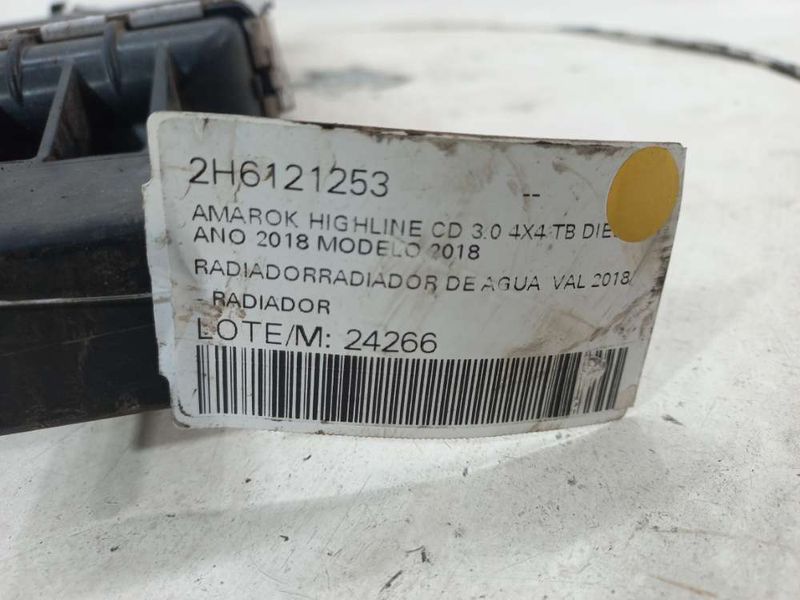 2H6121253 --
AMAROK HIGHLINE CD 3.0 4X4 TB
ANO 2018 MODELO 2018
RADIADORRADIADOR DE AGUA VAL 2018/
- RADIADOR
LOTE/M: 24266